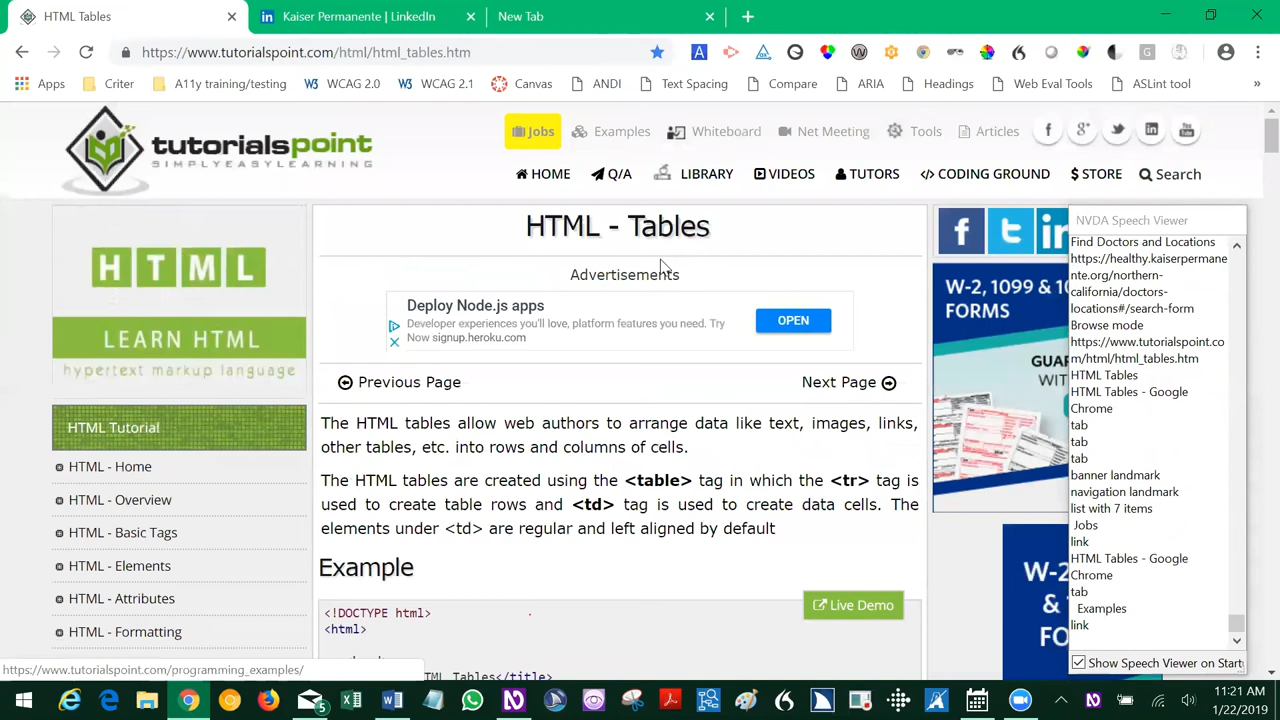 HTML Tables
Kaiser Permanente | LinkedIn
New Tab
https://www.tutorialspoint.com/html/html_tables.htm
Apps
Criter
A11y training/testing
W3 WCAG 2.0
W3 WCAG 2.1
Canvas
ANDI
Text Spacing
Compare
ARIA
Headings
Web Eval Tools
ASLint tool
»
tutorialspoint
SIMPLYEASYLEARNING
Jobs
Examples
Whiteboard
Net Meeting
Tools
Articles
HOME
Q/A
LIBRARY
VIDEOS
TUTORS
CODING GROUND
$ STORE
Search
HTML
LEARN HTML
hypertext markup language
HTML Tutorial
HTML - Home
HTML - Overview
HTML - Basic Tags
HTML - Elements
HTML - Attributes
HTML - Formatting
https://www.tutorialspoint.com/programming_examples/
HTML - Tables
Advertisements
Deploy Node.js apps
Developer experiences you'll love, platform features you need. Try
Now signup.heroku.com
OPEN
Previous Page
Next Page
The HTML tables allow web authors to arrange data like text, images, links,
other tables, etc. into rows and columns of cells.
The HTML tables are created using the <table> tag in which the <tr> tag is
used to create table rows and <td> tag is used to create data cells. The
elements under <td> are regular and left aligned by default
Example
Live Demo
<!DOCTYPE html>
<html>
HTML Tables</title>
W-2, 1099 & 1
FORMS
GUAR
WIT
W-2
&
FO
NVDA Speech Viewer
Find Doctors and Locations
https://healthy.kaiserpermane
nte.org/northern-
california/doctors-
locations#/search-form
Browse mode
https://www.tutorialspoint.co
m/html/html_tables.htm
HTML Tables
HTML Tables - Google
Chrome
tab
tab
tab
banner landmark
navigation landmark
list with 7 items
Jobs
link
HTML Tables - Google
Chrome
tab
Examples
link
Show Speech Viewer on Start
5
11:21 AM
1/22/2019